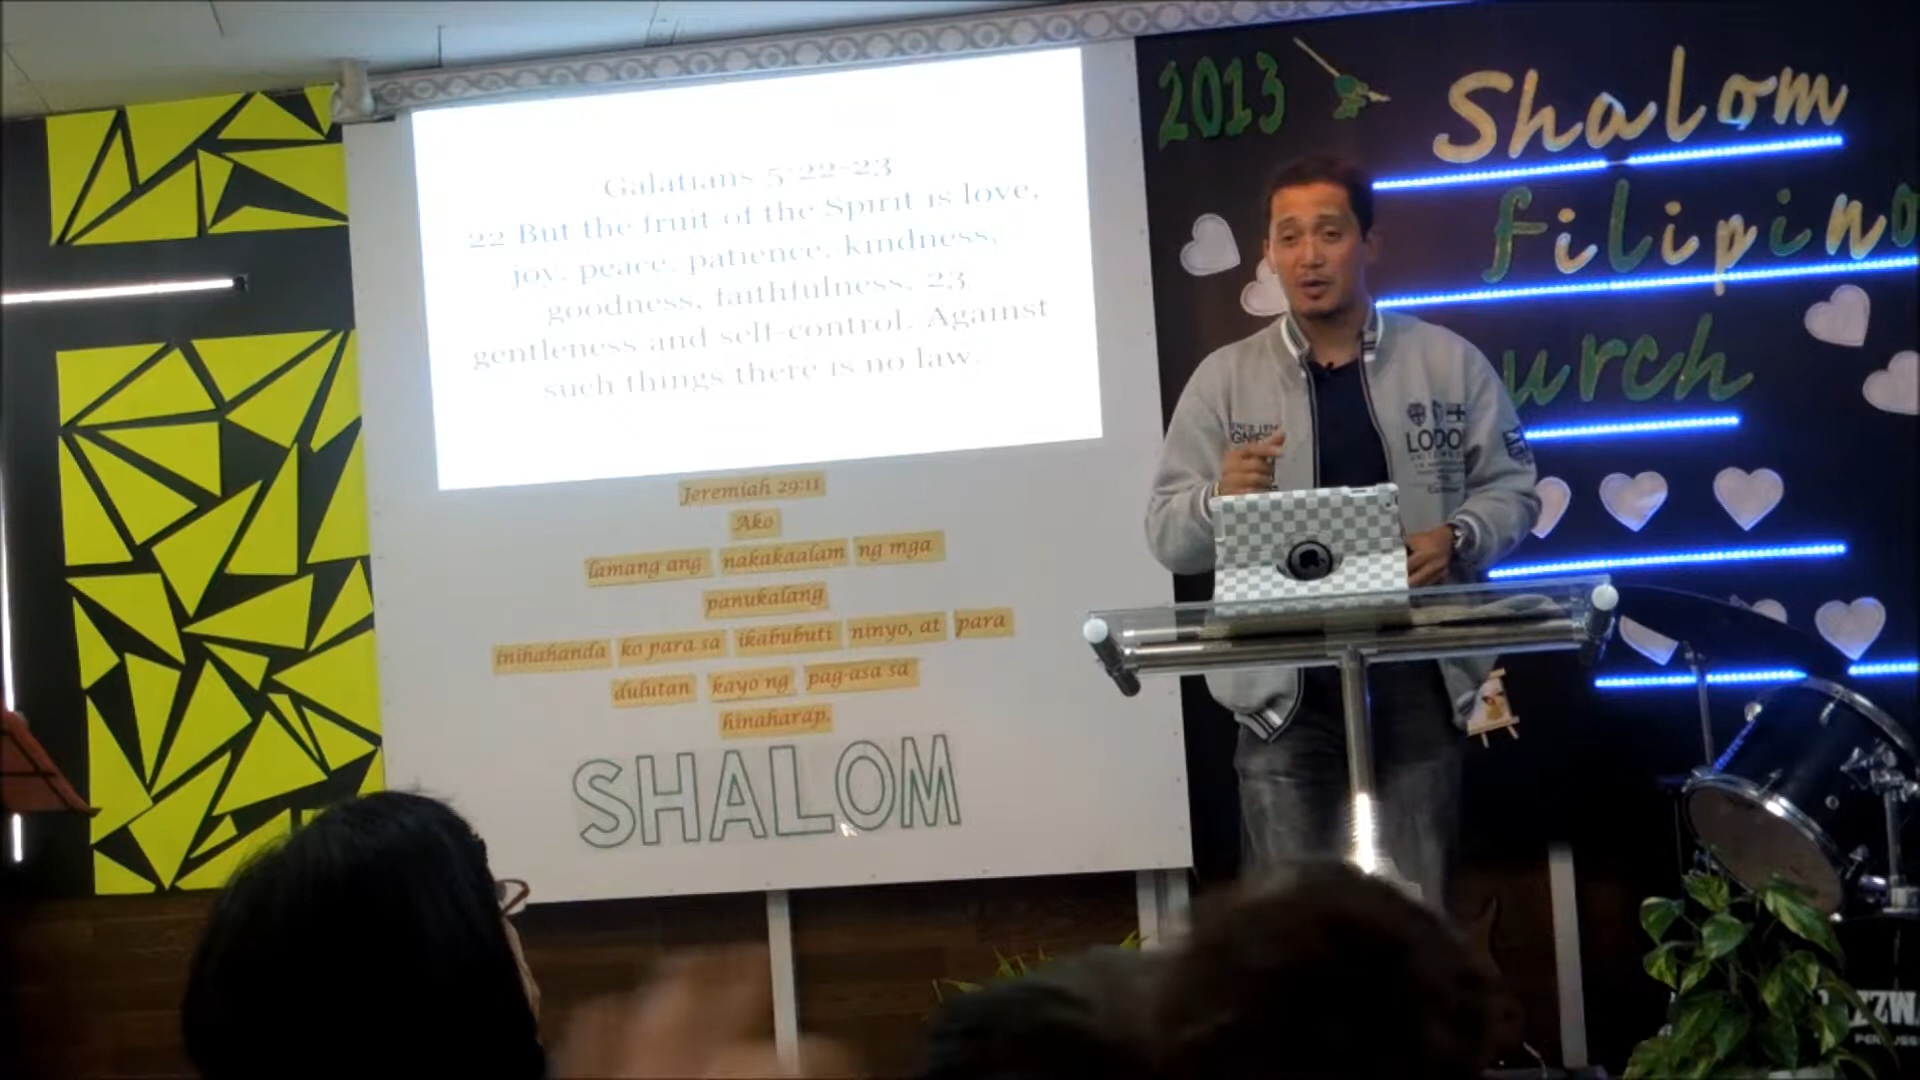 Galatians 5:22-23
22 But the fruit of the Spirit is love,
joy, peace, patience, kindness,
goodness, faithfulness, 23
gentleness and self-control. Against
such things there is no law.
Jeremiah 29:11
Ako
lamang ang nakakaalam ng mga
panukalang
inihahanda ko para sa ikabubuti ninyo, at para
dulutan kayo ng pag-asa sa
hinaharap.
SHALOM
2013
Shalom
filipino
urch
LODO